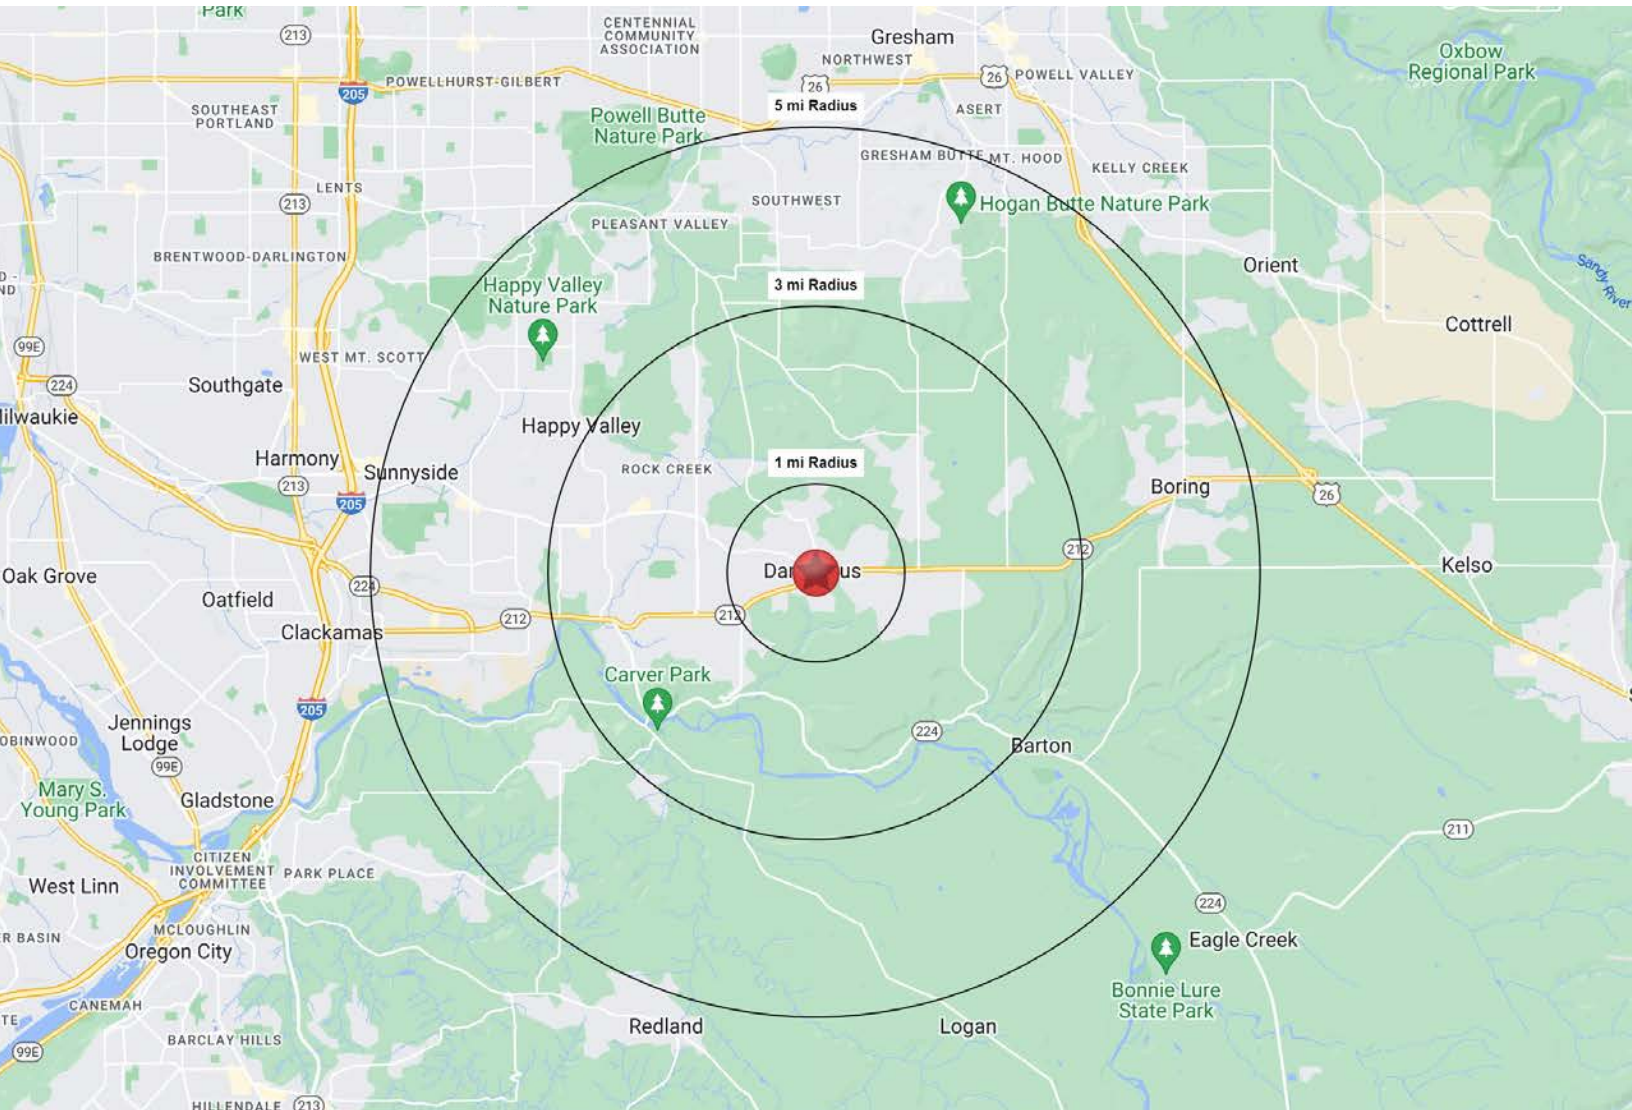 Park
213
CENTENNIAL
COMMUNITY
ASSOCIATION
Gresham
NORTHWEST
26
POWELL VALLEY
Oxbow
Regional Park
205
POWELLHURST-GILBERT
26
5 mi Radius
ASERT
SOUTHEAST
PORTLAND
Powell Butte
Nature Park
GRESHAM BUTTE
MT. HOOD
KELLY CREEK
LENTS
213
SOUTHWEST
Hogan Butte Nature Park
PLEASANT VALLEY
BRENTWOOD-DARLINGTON
Orient
Sandy River
Happy Valley
Nature Park
3 mi Radius
Cottrell
99E
WEST MT. SCOTT
224
Southgate
ilwaukie
Happy Valley
Harmony
Sunnyside
ROCK CREEK
1 mi Radius
213
205
Boring
26
212
Oak Grove
224
Oatfield
Da
us
Kelso
Clackamas
212
212
Carver Park
205
Jennings
Lodge
OBINWOOD
99E
224
Barton
Mary S.
Young Park
Gladstone
211
CITIZEN
INVOLVEMENT
COMMITTEE
PARK PLACE
West Linn
224
MCLOUGHLIN
R BASIN
Oregon City
Eagle Creek
Bonnie Lure
State Park
CANEMAH
TE
Redland
Logan
BARCLAY HILLS
99E
HILLENDALE
213